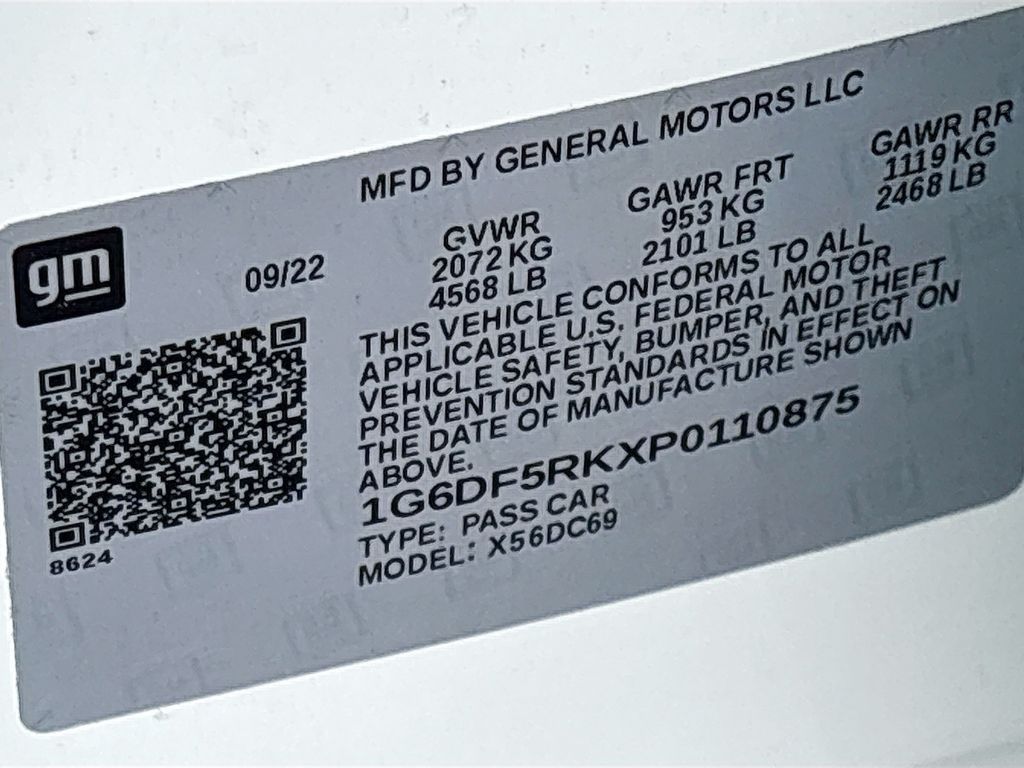 MFD BY GENERAL MOTORS LLC
gm
09/22
GVWR
2072 KG
4568 LB
GAWR FRT
953 KG
2101 LB
GAWR RR
1119 KG
2468 LB
THIS VEHICLE CONFORMS TO ALL
APPLICABLE U.S. FEDERAL MOTOR
VEHICLE SAFETY, BUMPER, AND THEFT
PREVENTION STANDARDS IN EFFECT ON
THE DATE OF MANUFACTURE SHOWN
ABOVE.
1G6DF5RKXP0110875
TYPE: PASS CAR
MODEL: X56DC69
8624